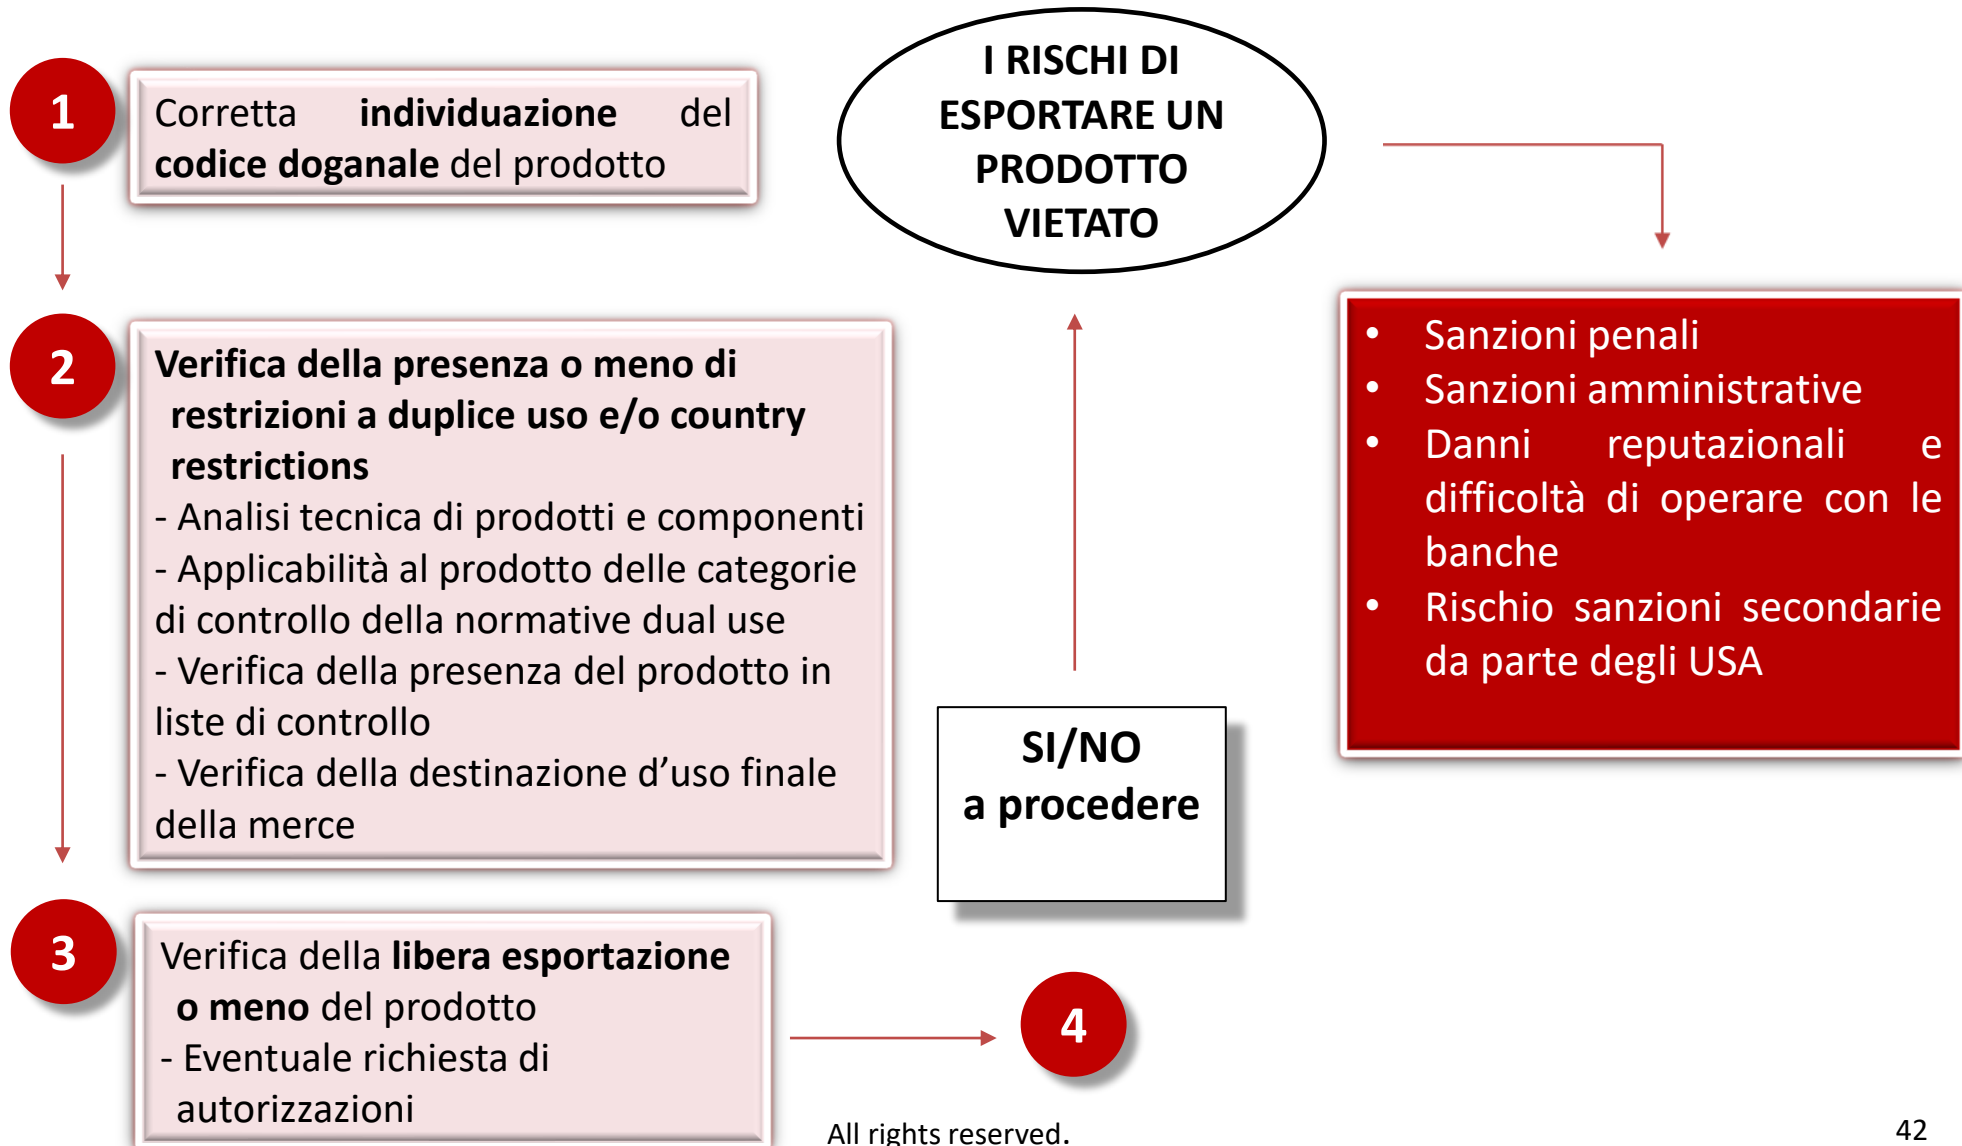 1
Corretta individuazione del
codice doganale del prodotto
2
Verifica della presenza o meno di
restrizioni a duplice uso e/o country
restrictions
- Analisi tecnica di prodotti e componenti
- Applicabilità al prodotto delle categorie
di controllo della normative dual use
- Verifica della presenza del prodotto in
liste di controllo
- Verifica della destinazione d’uso finale
della merce
3
Verifica della libera esportazione
o meno del prodotto
- Eventuale richiesta di
autorizzazioni
4
SI/NO
a procedere
I RISCHI DI
ESPORTARE UN
PRODOTTO
VIETATO
• Sanzioni penali
• Sanzioni amministrative
• Danni reputazionali e
difficoltà di operare con le
banche
• Rischio sanzioni secondarie
da parte degli USA
All rights reserved.
42